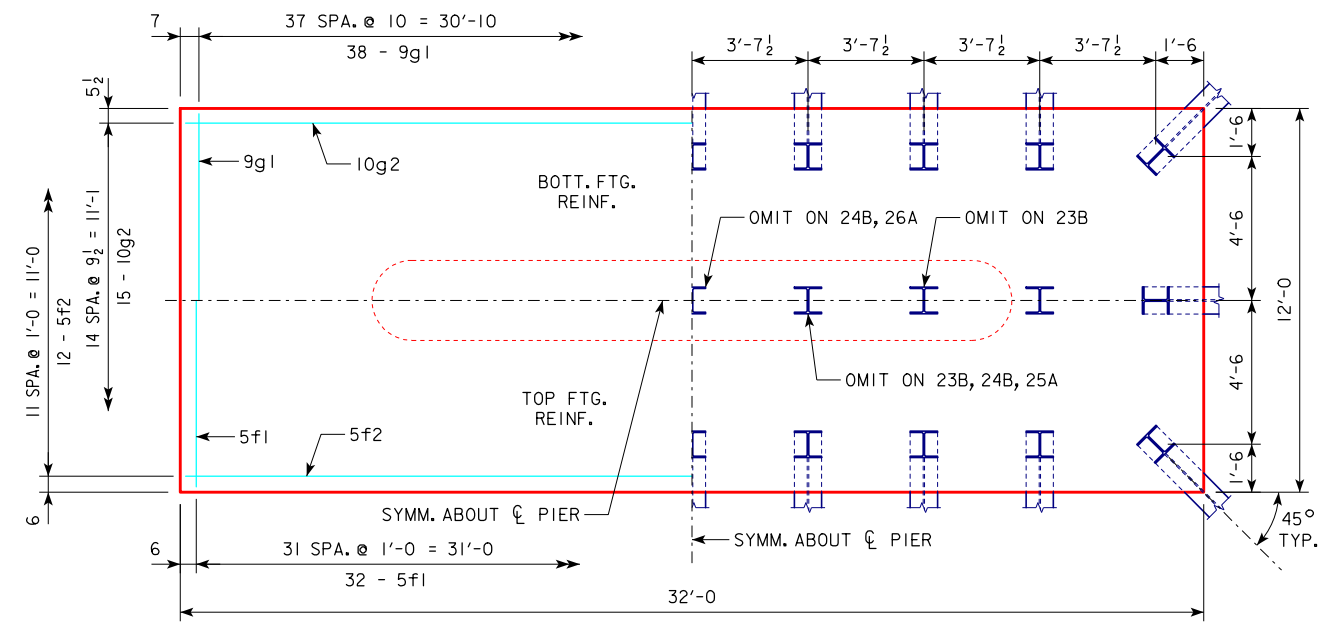 7
37 SPA. @ 10 = 30'-10
38 - 9g1
3'-7½
3'-7½
3'-7½
3'-7½
1'-6
5½
9g1
10g2
BOTT. FTG.
REINF.
1'-6
14 SPA. @ 9½ = 11'-1
15 - 10g2
OMIT ON 24B, 26A
OMIT ON 23B
4'-6
11 SPA. @ 1'-0 = 11'-0
12 - 5f2
12'-0
OMIT ON 23B, 24B, 25A
4'-6
TOP FTG.
REINF.
5f1
5f2
1'-6
6
SYMM. ABOUT ℄ PIER
SYMM. ABOUT ℄ PIER
45°
TYP.
6
31 SPA. @ 1'-0 = 31'-0
32 - 5f1
32'-0